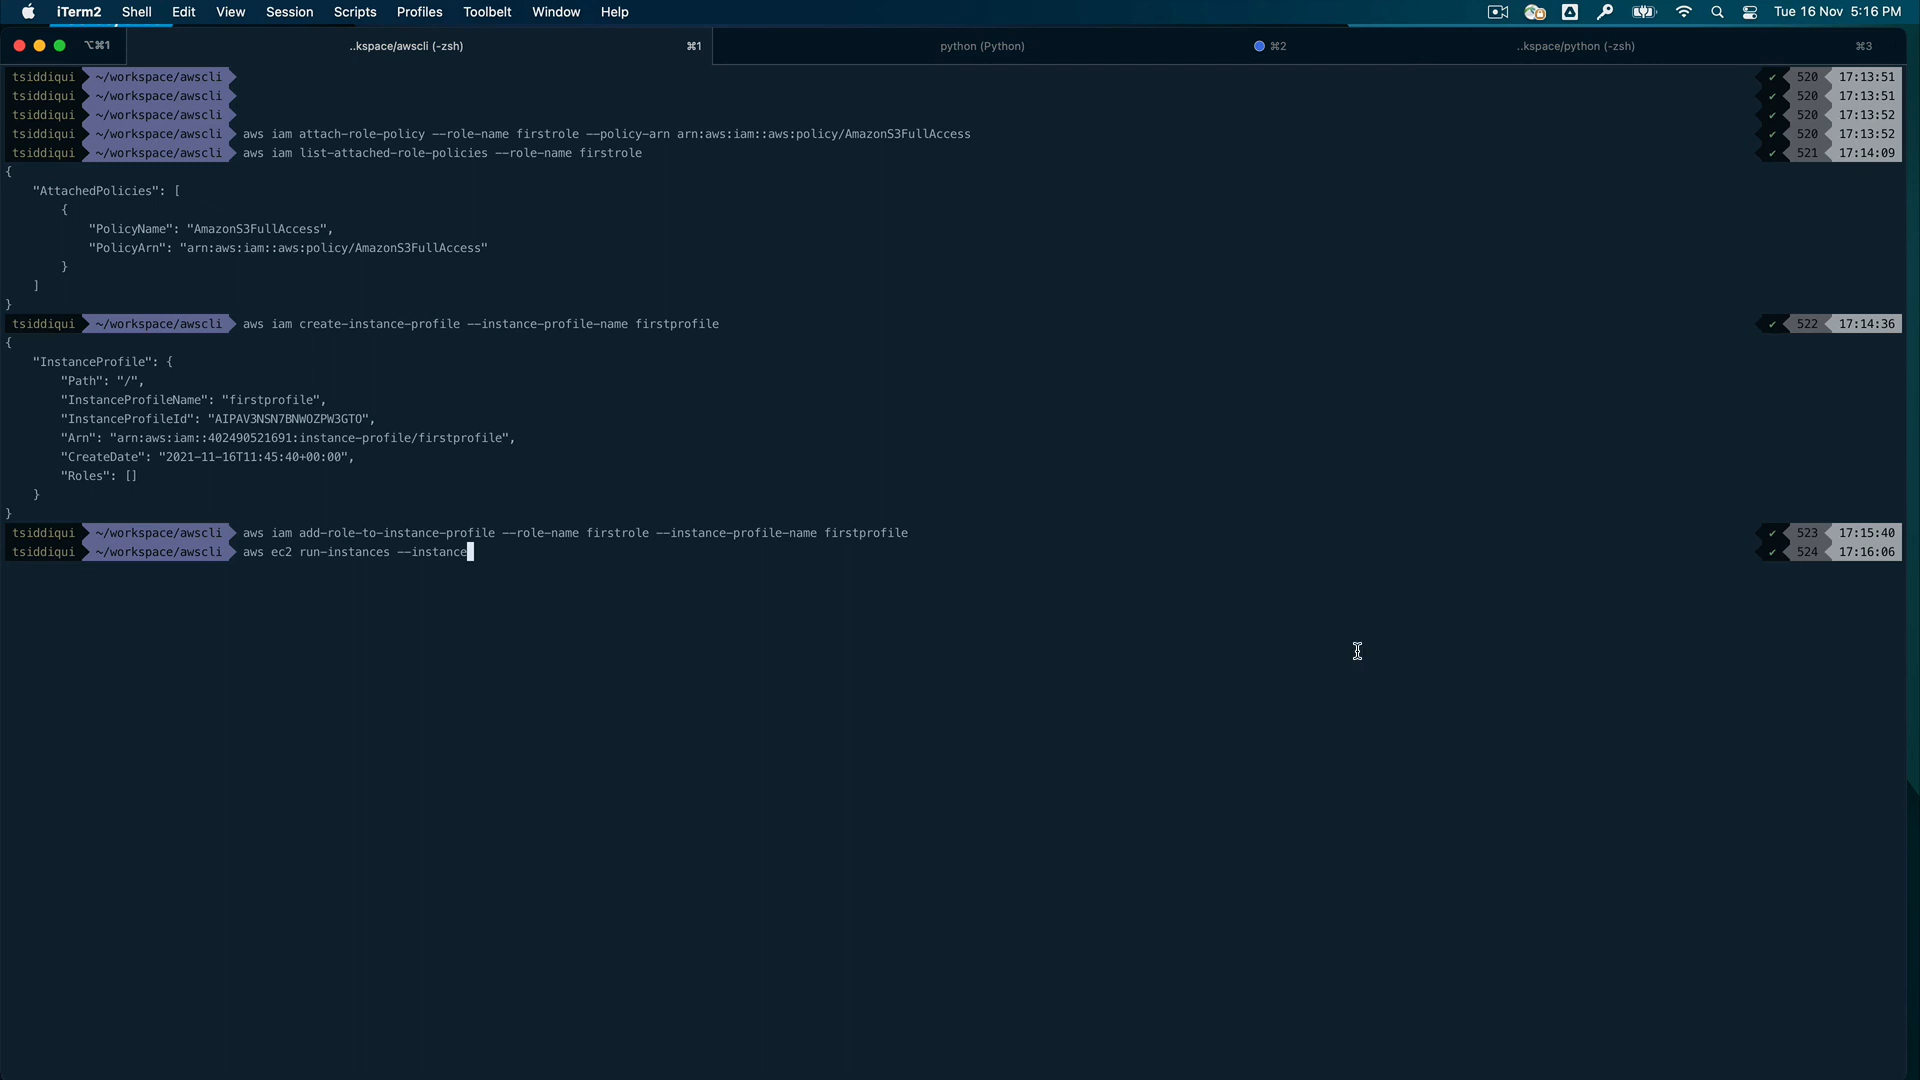 iTerm2 Shell Edit View Session Scripts Profiles Toolbelt Window Help Tue 16 Nov 5:16 PM
⌥⌘1 ..kspace/awscli (-zsh) ⌘1 python (Python) ⌘2 ..kspace/python (-zsh) ⌘3
tsiddiqui ~/workspace/awscli ✔ 520 17:13:51
tsiddiqui ~/workspace/awscli ✔ 520 17:13:51
tsiddiqui ~/workspace/awscli ✔ 520 17:13:52
tsiddiqui ~/workspace/awscli aws iam attach-role-policy --role-name firstrole --policy-arn arn:aws:iam::aws:policy/AmazonS3FullAccess ✔ 520 17:13:52
tsiddiqui ~/workspace/awscli aws iam list-attached-role-policies --role-name firstrole ✔ 521 17:14:09
{
"AttachedPolicies": [
{
"PolicyName": "AmazonS3FullAccess",
"PolicyArn": "arn:aws:iam::aws:policy/AmazonS3FullAccess"
}
]
}
tsiddiqui ~/workspace/awscli aws iam create-instance-profile --instance-profile-name firstprofile ✔ 522 17:14:36
{
"InstanceProfile": {
"Path": "/",
"InstanceProfileName": "firstprofile",
"InstanceProfileId": "AIPAV3NSN7BNWOZPW3GTO",
"Arn": "arn:aws:iam::402490521691:instance-profile/firstprofile",
"CreateDate": "2021-11-16T11:45:40+00:00",
"Roles": []
}
}
tsiddiqui ~/workspace/awscli aws iam add-role-to-instance-profile --role-name firstrole --instance-profile-name firstprofile ✔ 523 17:15:40
tsiddiqui ~/workspace/awscli aws ec2 run-instances --instance ✔ 524 17:16:06